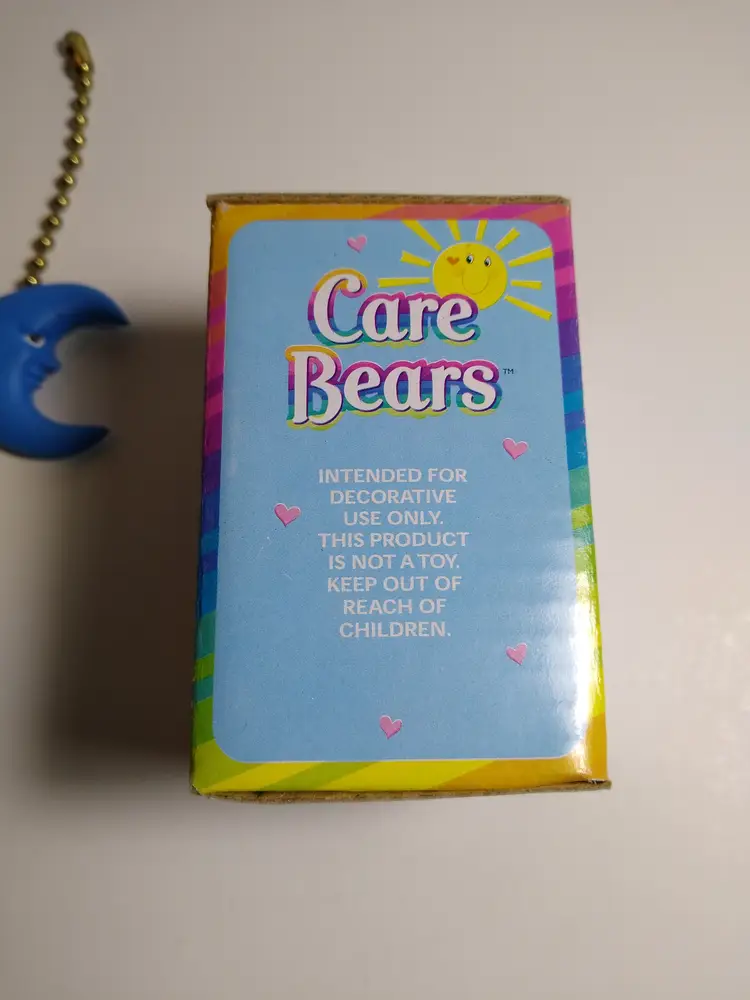 Care
Bears™
INTENDED FOR
DECORATIVE
USE ONLY.
THIS PRODUCT
IS NOT A TOY.
KEEP OUT OF
REACH OF
CHILDREN.